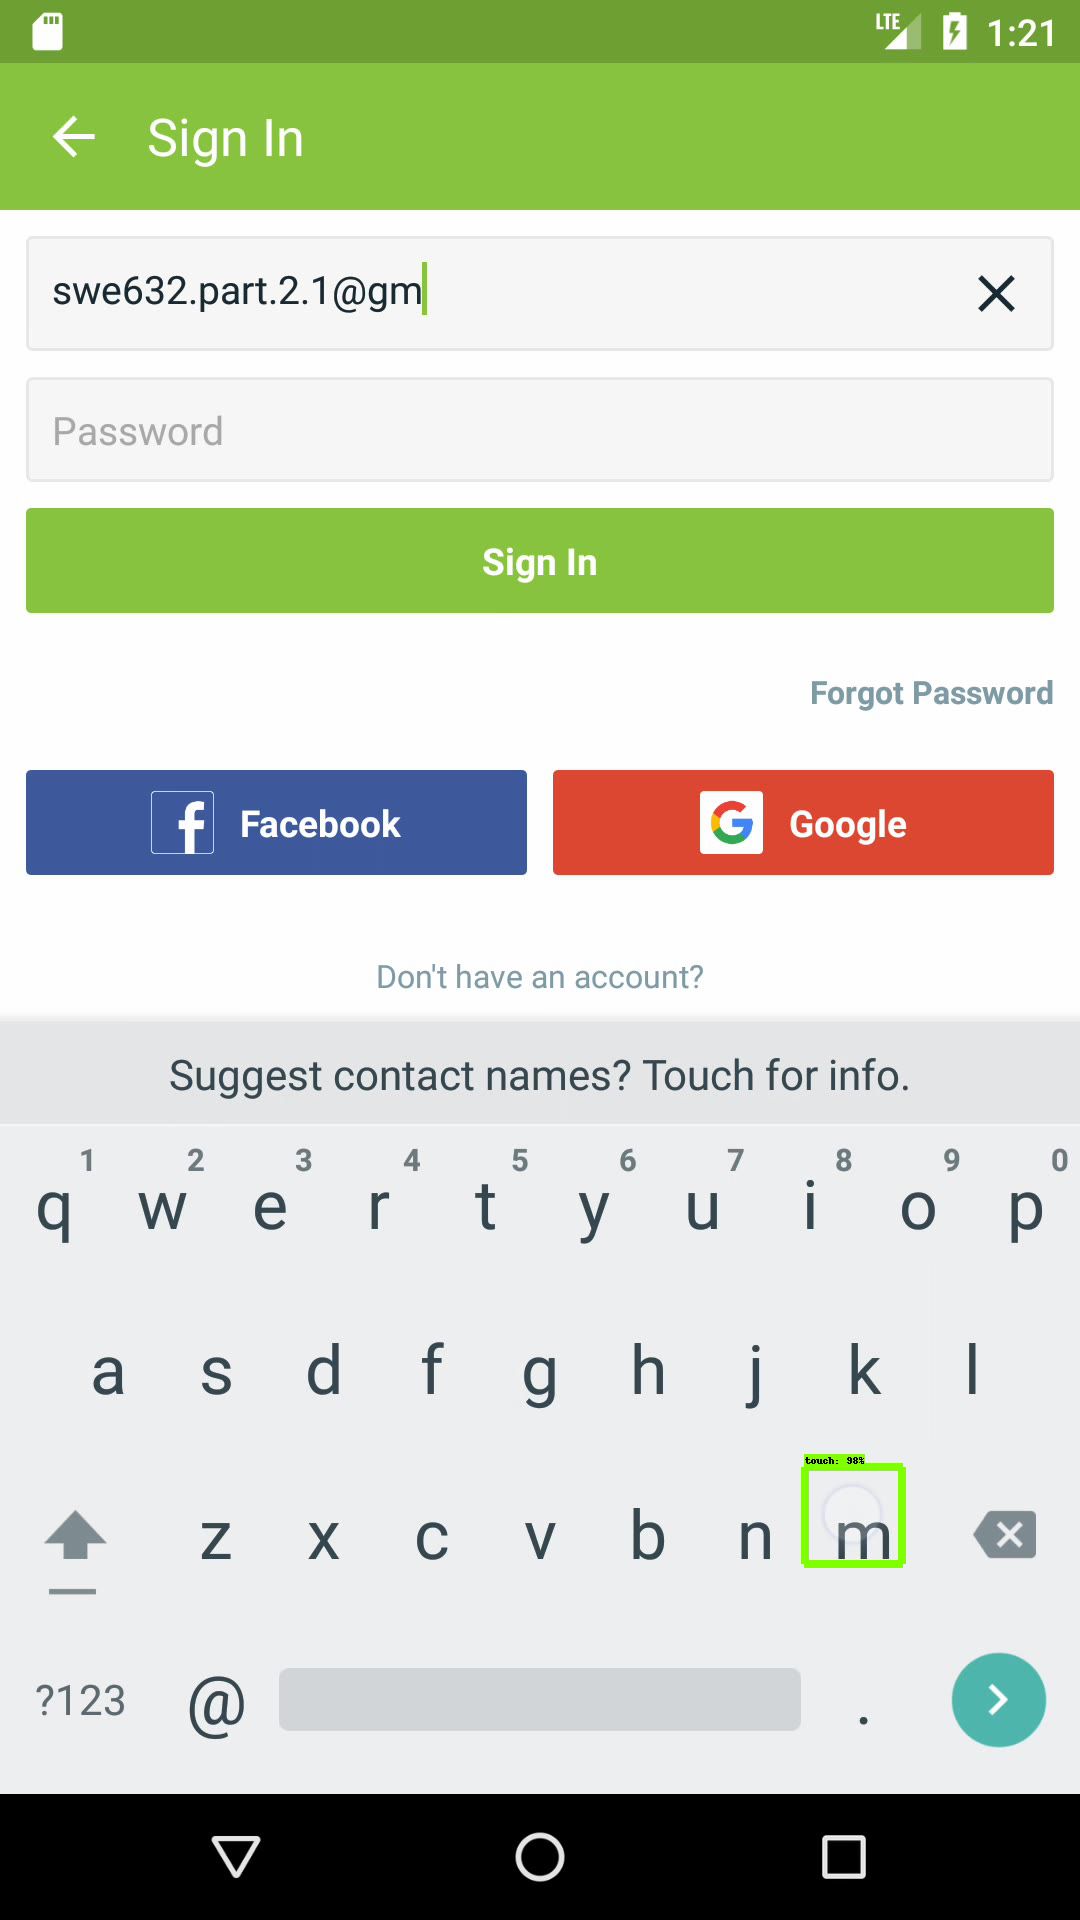 LTE 1:21
Sign In
swe632.part.2.1@gm
Password
Sign In
Forgot Password
Facebook Google
Don't have an account?
Suggest contact names? Touch for info.
1 2 3 4 5 6 7 8 9 0
q w e r t y u i o p
a s d f g h j k l
touch: 98%
z x c v b n m
?123 @ .